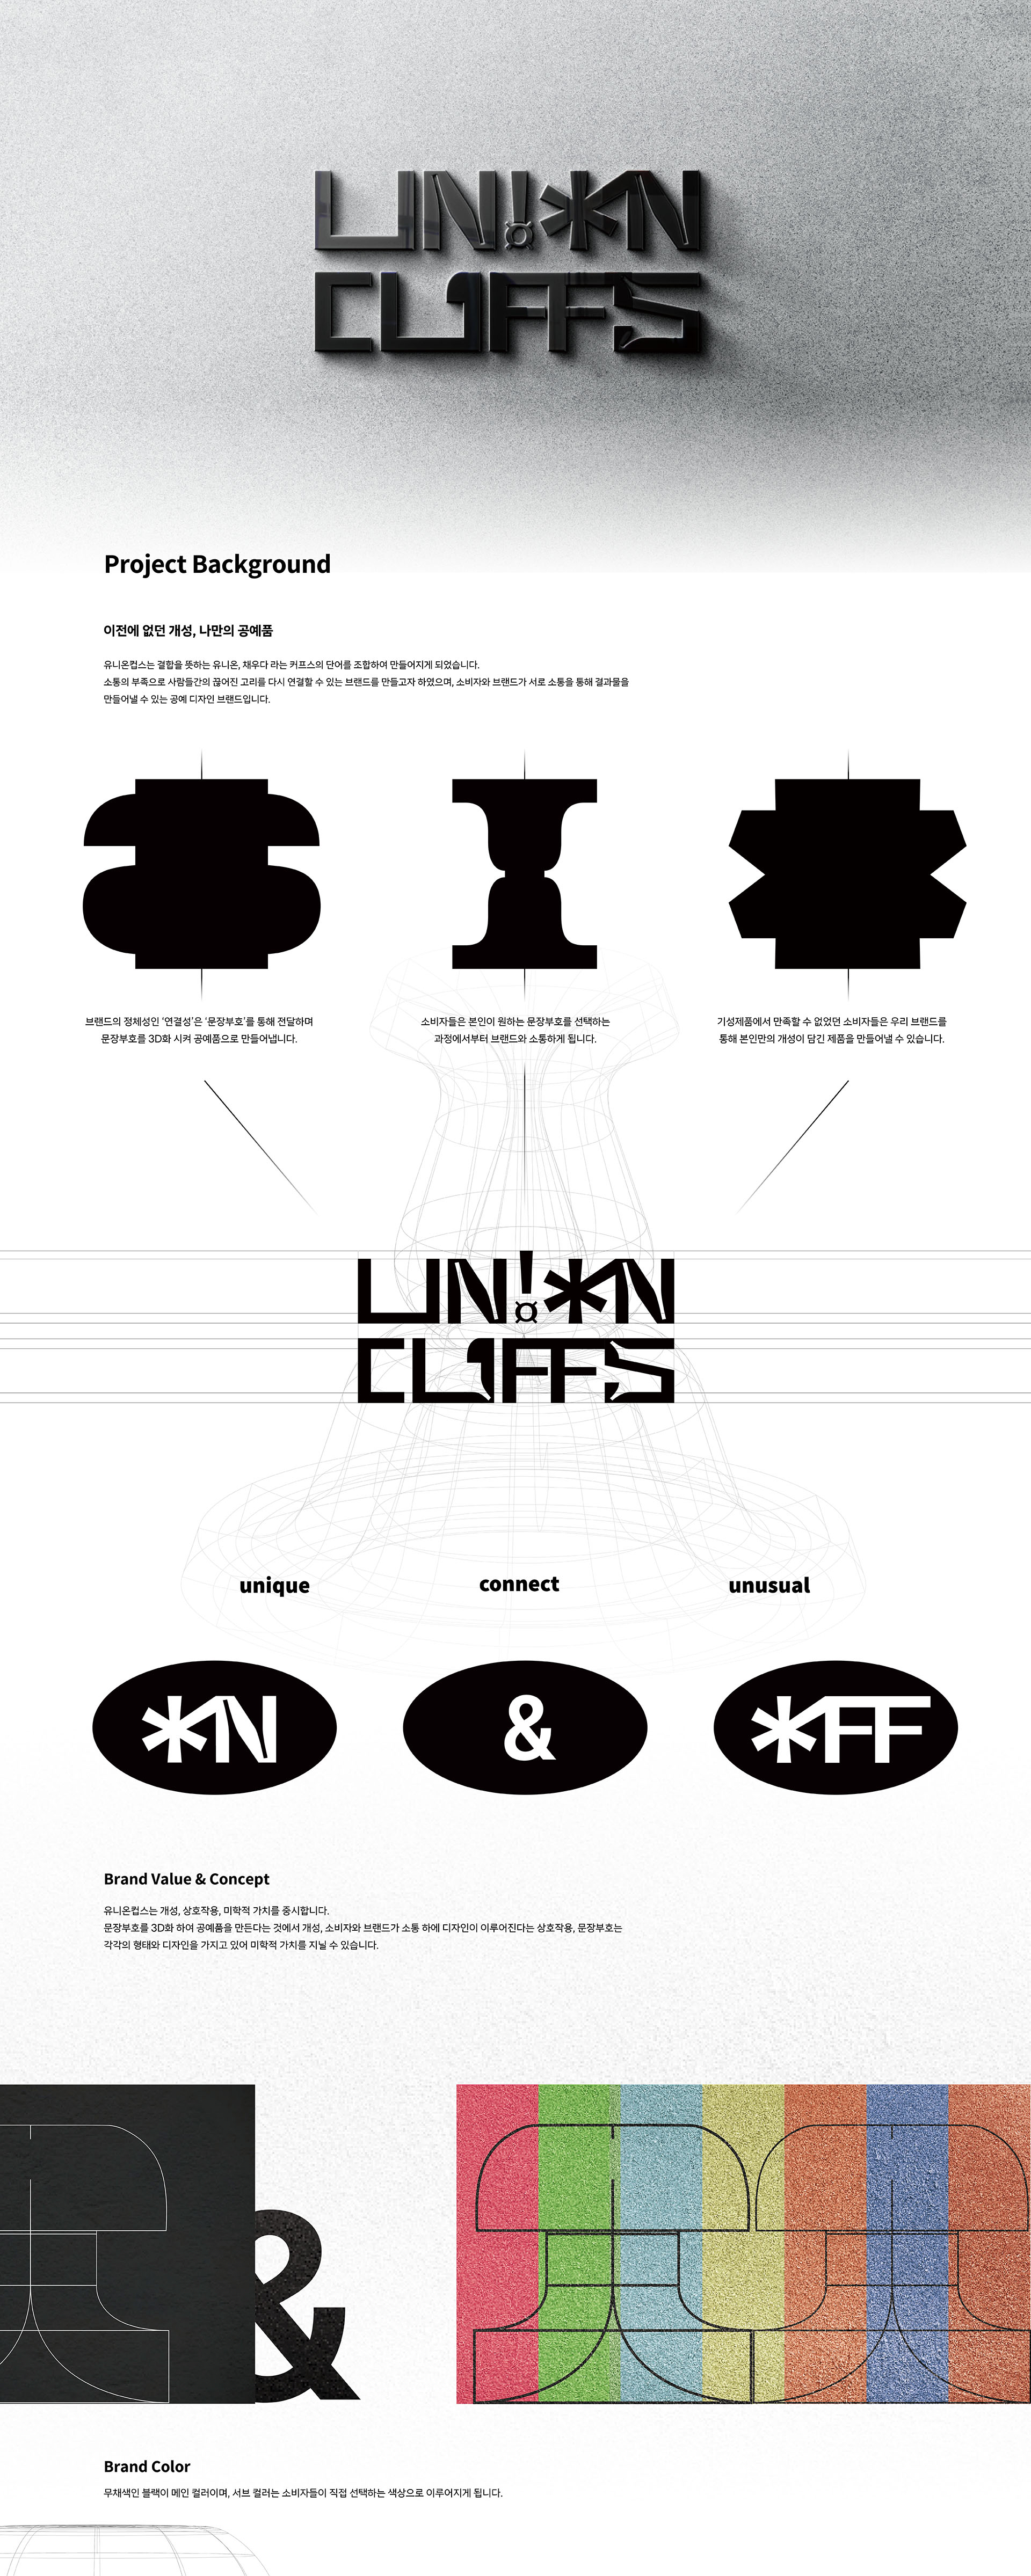 UN!*N
CUFFS
Project Background
이전에 없던 개성, 나만의 공예품
유니온컵스는 결합을 뜻하는 유니온, 채우다 라는 커프스의 단어를 조합하여 만들어지게 되었습니다.
소통의 부족으로 사람들간의 끊어진 고리를 다시 연결할 수 있는 브랜드를 만들고자 하였으며, 소비자와 브랜드가 서로 소통을 통해 결과물을
만들어낼 수 있는 공예 디자인 브랜드입니다.
브랜드의 정체성인 ‘연결성’은 ‘문장부호’를 통해 전달하며
문장부호를 3D화 시켜 공예품으로 만들어냅니다.
소비자들은 본인이 원하는 문장부호를 선택하는
과정에서부터 브랜드와 소통하게 됩니다.
기성제품에서 만족할 수 없었던 소비자들은 우리 브랜드를
통해 본인만의 개성이 담긴 제품을 만들어낼 수 있습니다.
UN!*N
CUFFS
unique
connect
unusual
*N
&
*FF
Brand Value & Concept
유니온컵스는 개성, 상호작용, 미학적 가치를 중시합니다.
문장부호를 3D화 하여 공예품을 만든다는 것에서 개성, 소비자와 브랜드가 소통 하에 디자인이 이루어진다는 상호작용, 문장부호는
각각의 형태와 디자인을 가지고 있어 미학적 가치를 지닐 수 있습니다.
&
Brand Color
무채색인 블랙이 메인 컬러이며, 서브 컬러는 소비자들이 직접 선택하는 색상으로 이루어지게 됩니다.